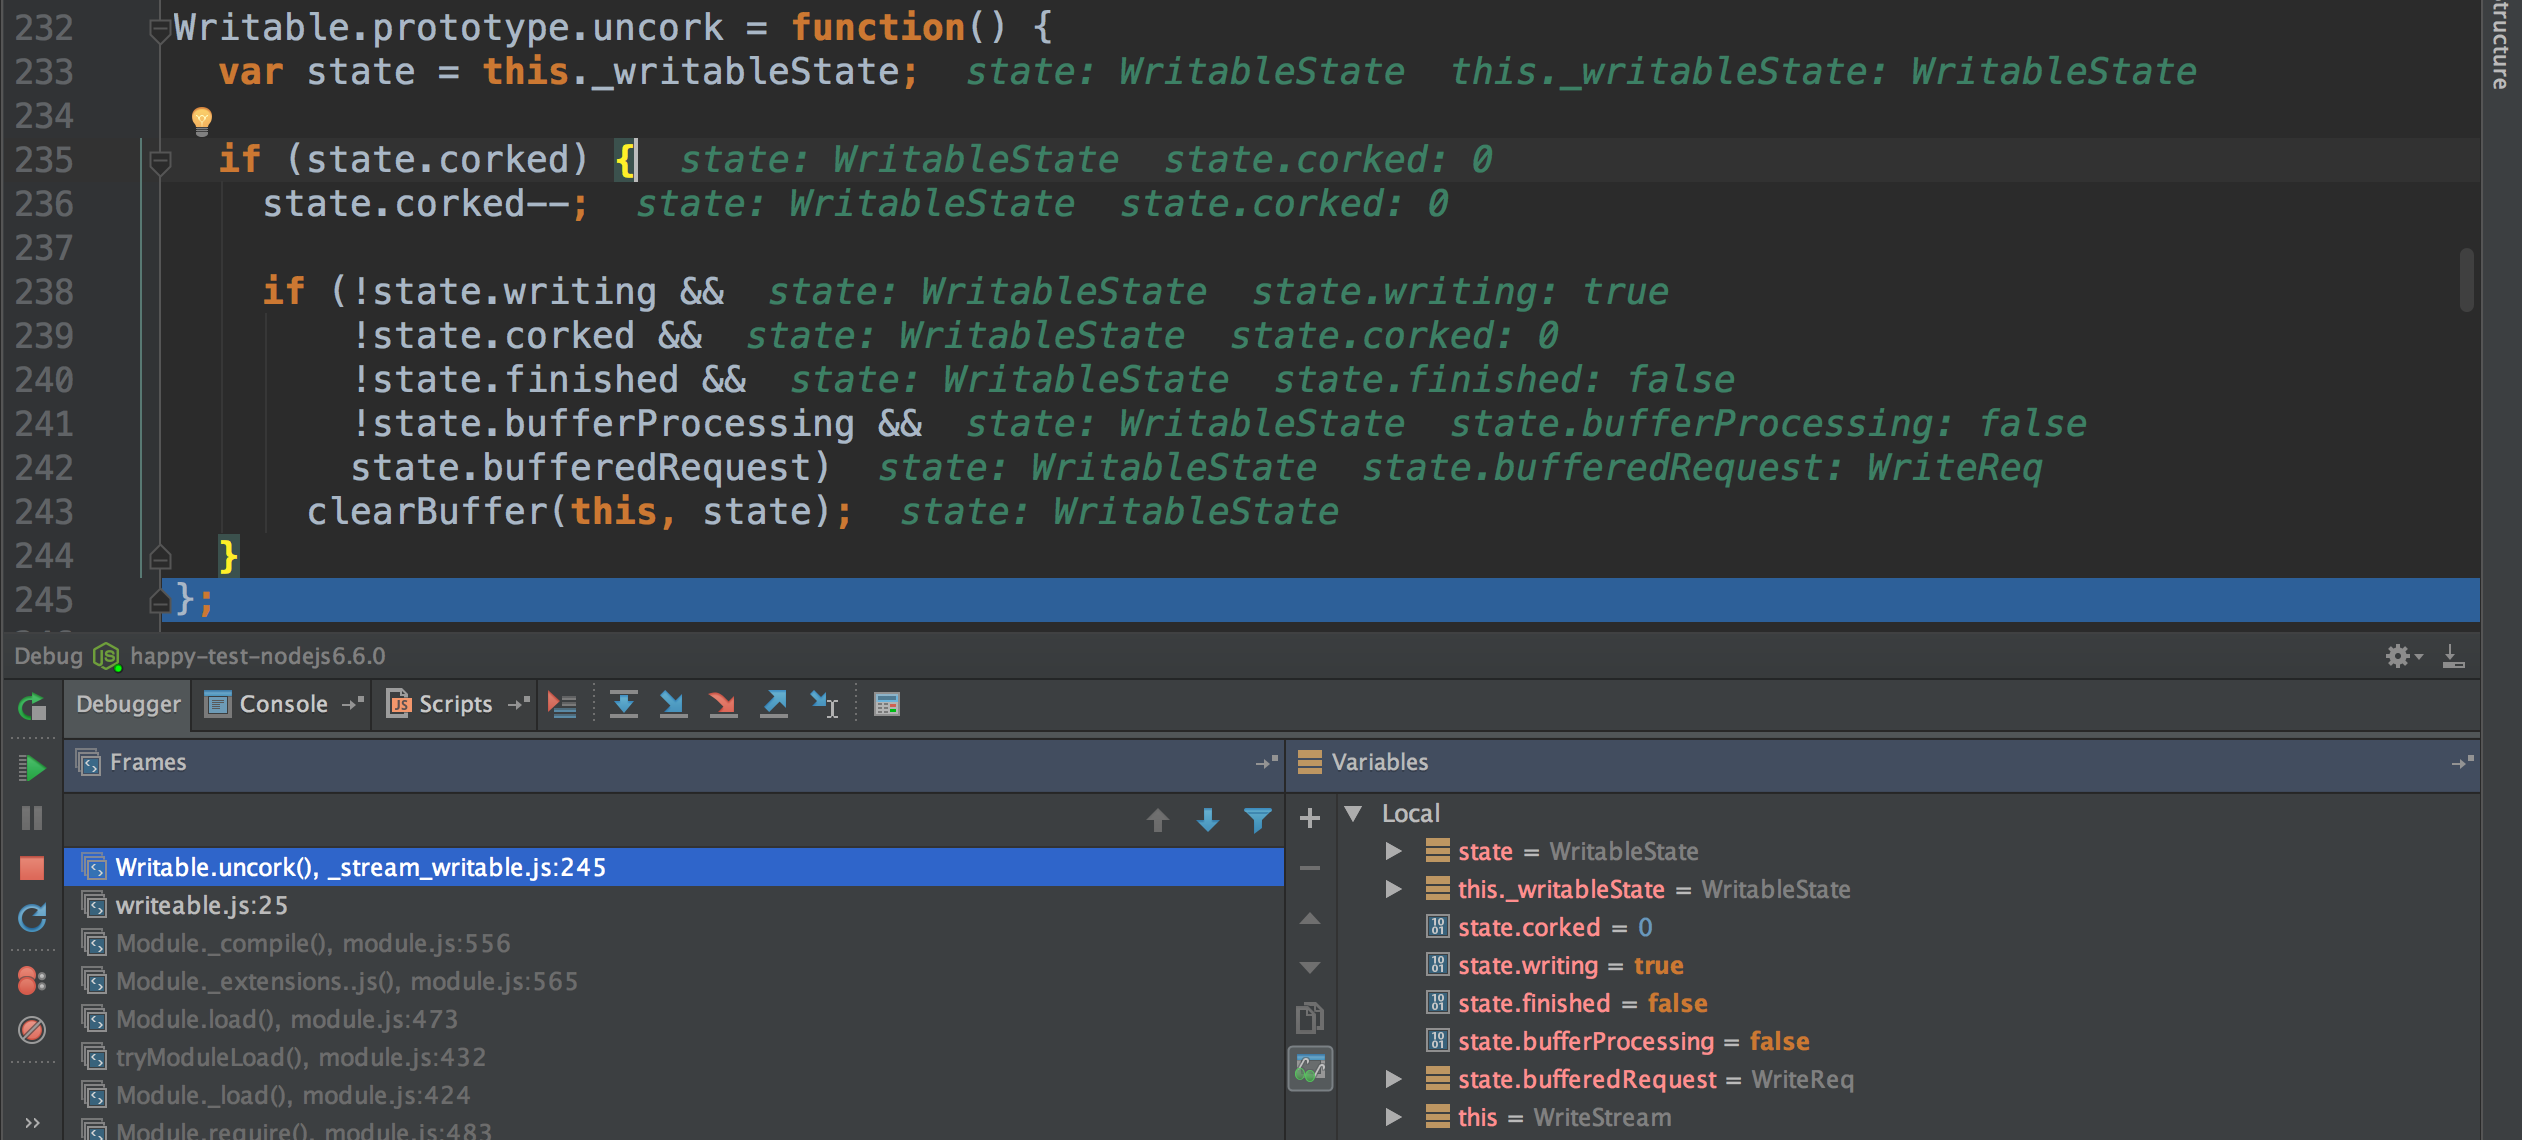 232 Writable.prototype.uncork = function() {
233 var state = this._writableState; state: WritableState this._writableState: WritableState
234
235 if (state.corked) { state: WritableState state.corked: 0
236 state.corked--; state: WritableState state.corked: 0
237
238 if (!state.writing && state: WritableState state.writing: true
239 !state.corked && state: WritableState state.corked: 0
240 !state.finished && state: WritableState state.finished: false
241 !state.bufferProcessing && state: WritableState state.bufferProcessing: false
242 state.bufferedRequest) state: WritableState state.bufferedRequest: WriteReq
243 clearBuffer(this, state); state: WritableState
244 }
245 };
Debug happy-test-nodejs6.6.0
Debugger Console Scripts
Frames
Writable.uncork(), _stream_writable.js:245
writeable.js:25
Module._compile(), module.js:556
Module._extensions..js(), module.js:565
Module.load(), module.js:473
tryModuleLoad(), module.js:432
Module._load(), module.js:424
Module.require(), module.js:483
Variables
Local
state = WritableState
this._writableState = WritableState
state.corked = 0
state.writing = true
state.finished = false
state.bufferProcessing = false
state.bufferedRequest = WriteReq
this = WriteStream